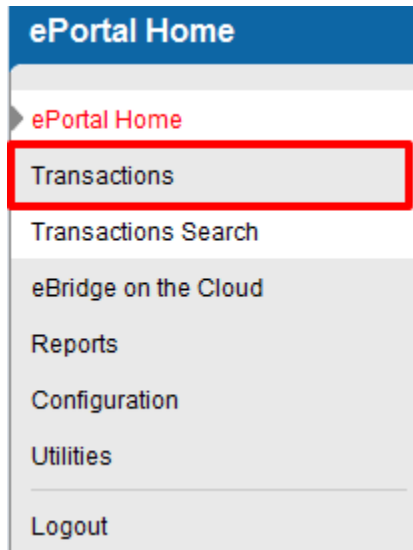 ePortal Home
ePortal Home
Transactions
Transactions Search
eBridge on the Cloud
Reports
Configuration
Utilities
Logout